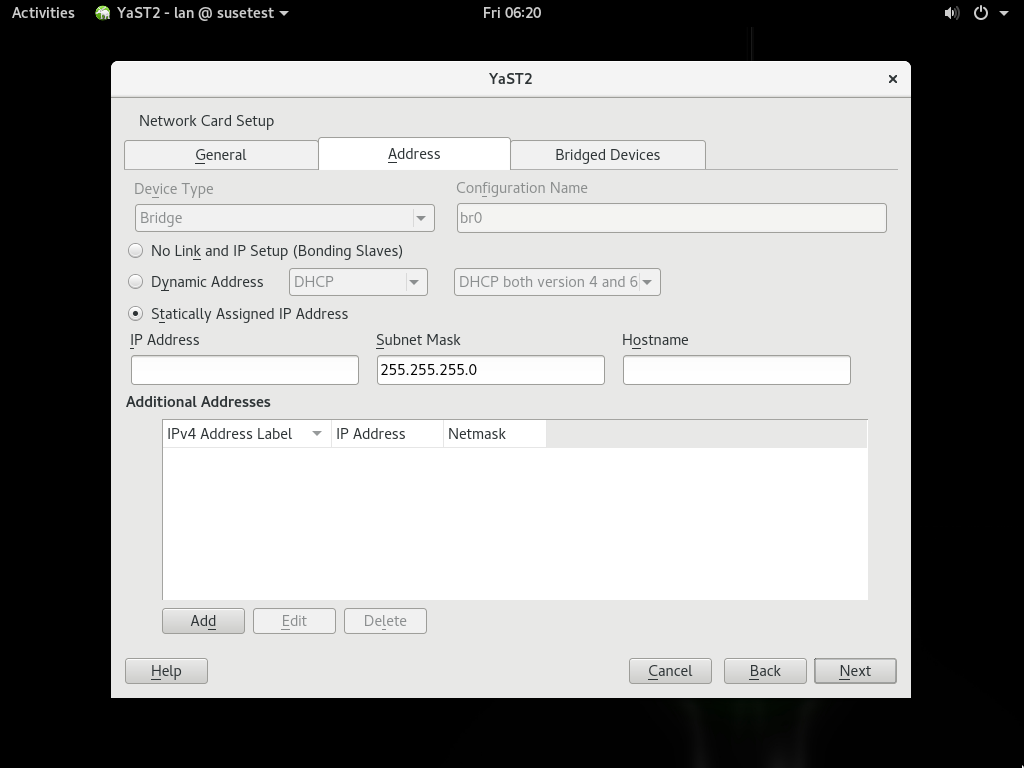 Activities YaST2 - lan @ susetest Fri 06:20
YaST2
Network Card Setup
General Address Bridged Devices
Device Type Configuration Name
Bridge br0
No Link and IP Setup (Bonding Slaves)
Dynamic Address DHCP DHCP both version 4 and 6
Statically Assigned IP Address
IP Address Subnet Mask Hostname
255.255.255.0
Additional Addresses
IPv4 Address Label IP Address Netmask
Add Edit Delete
Help Cancel Back Next